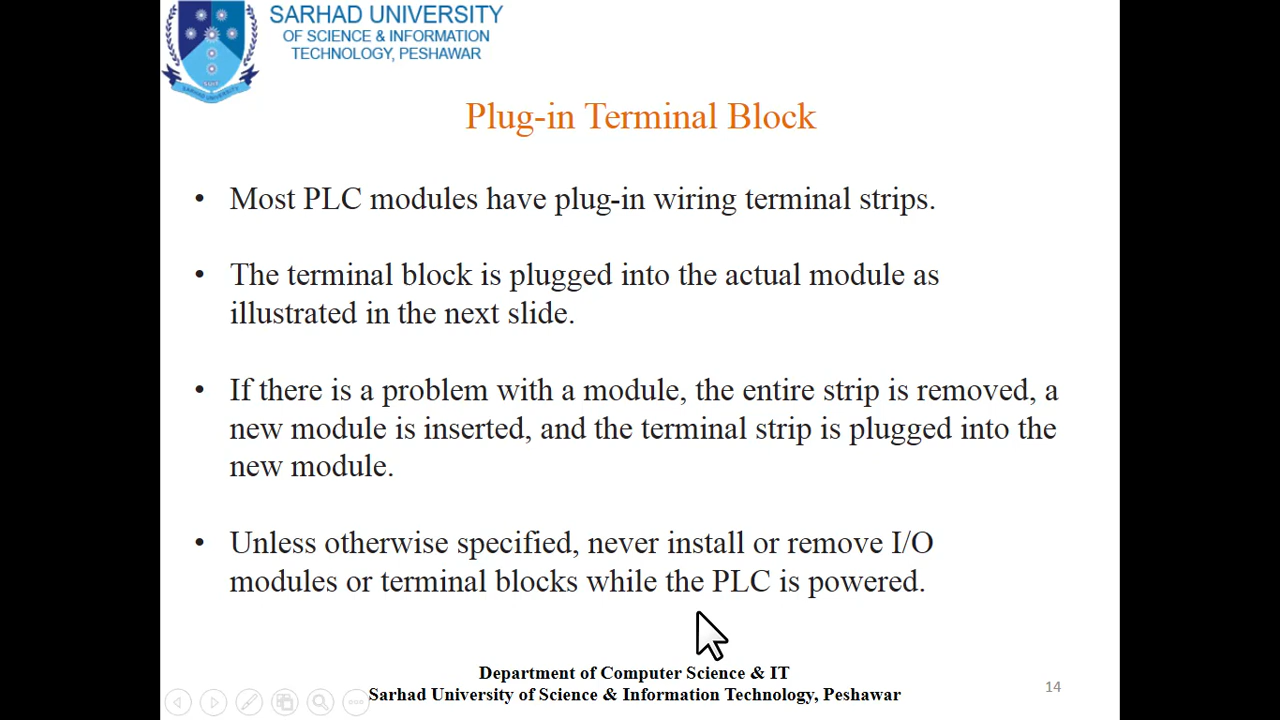 SARHAD UNIVERSITY
OF SCIENCE & INFORMATION
TECHNOLOGY, PESHAWAR
Plug-in Terminal Block
• Most PLC modules have plug-in wiring terminal strips.
• The terminal block is plugged into the actual module as
illustrated in the next slide.
• If there is a problem with a module, the entire strip is removed, a
new module is inserted, and the terminal strip is plugged into the
new module.
• Unless otherwise specified, never install or remove I/O
modules or terminal blocks while the PLC is powered.
Department of Computer Science & IT
Sarhad University of Science & Information Technology, Peshawar
14